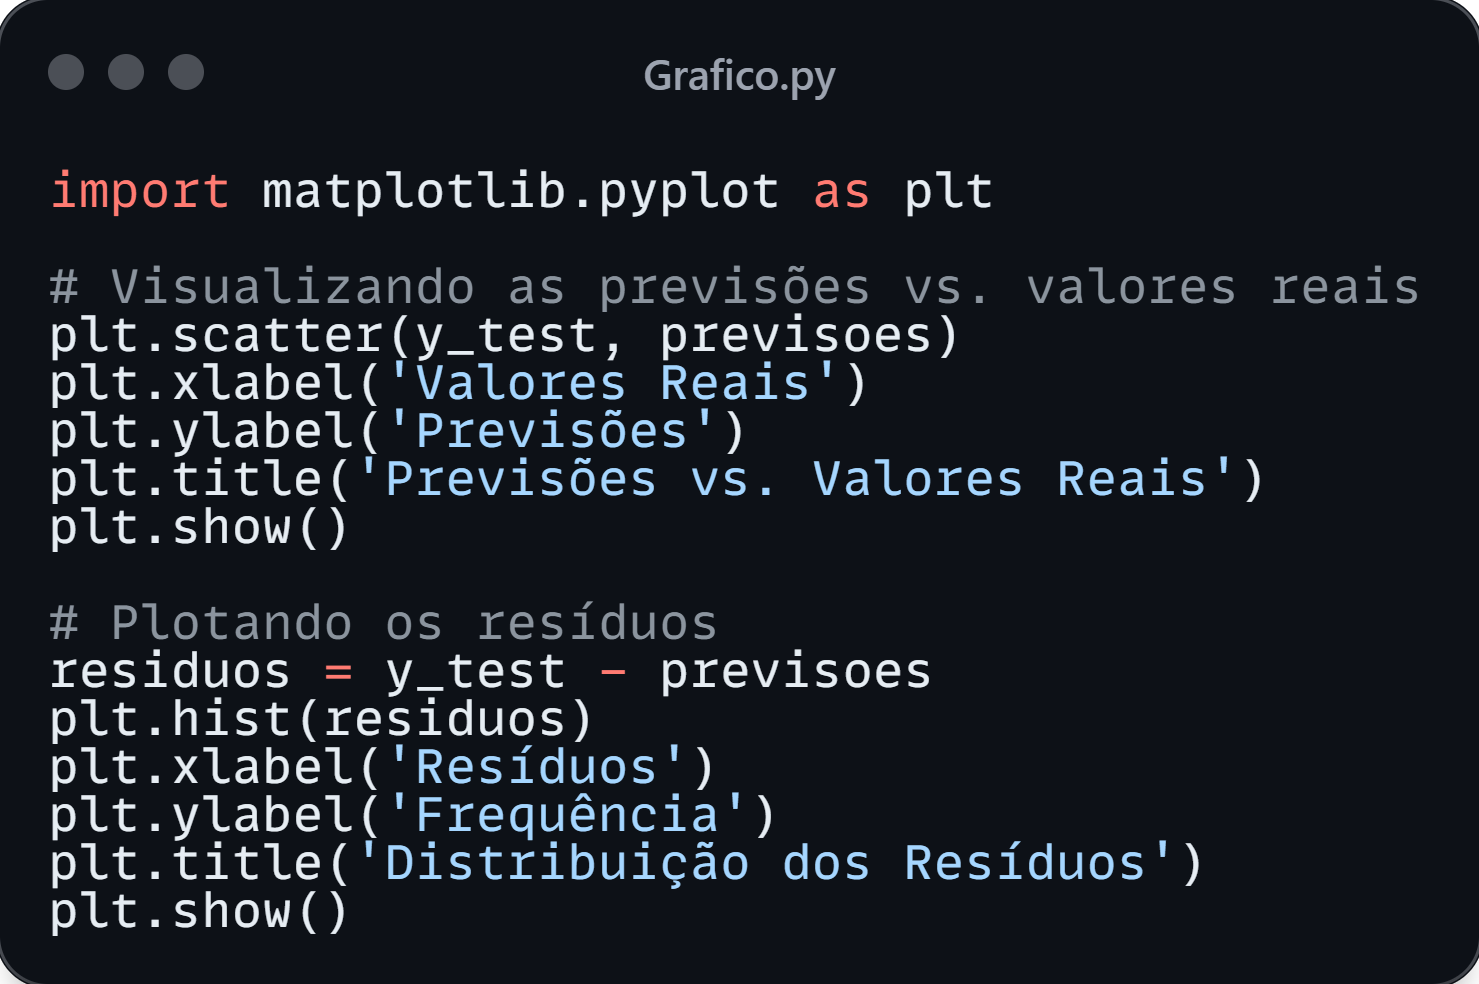 Grafico.py
import matplotlib.pyplot as plt
# Visualizando as previsões vs. valores reais
plt.scatter(y_test, previsoes)
plt.xlabel('Valores Reais')
plt.ylabel('Previsões')
plt.title('Previsões vs. Valores Reais')
plt.show()
# Plotando os resíduos
residuos = y_test - previsoes
plt.hist(residuos)
plt.xlabel('Resíduos')
plt.ylabel('Frequência')
plt.title('Distribuição dos Resíduos')
plt.show()